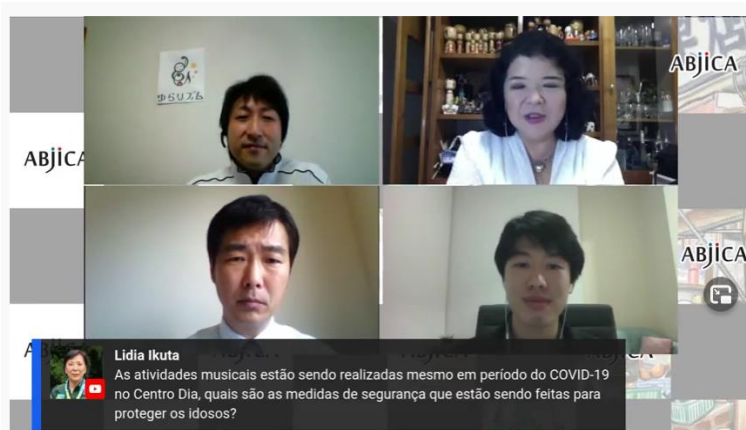 ゆらリズム
ABJICA
ABJICA
ABJICA
Lidia Ikuta
As atividades musicais estão sendo realizadas mesmo em período do COVID-19
no Centro Dia, quais são as medidas de segurança que estão sendo feitas para
proteger os idosos?